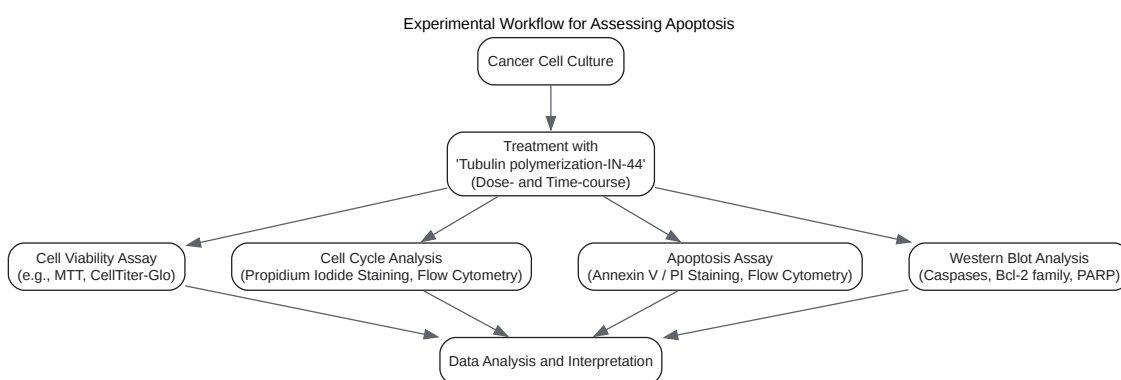 Experimental Workflow for Assessing Apoptosis
Cancer Cell Culture
Treatment with
'Tubulin polymerization-IN-44'
(Dose- and Time-course)
Cell Viability Assay
(e.g., MTT, CellTiter-Glo)
Cell Cycle Analysis
(Propidium Iodide Staining, Flow Cytometry)
Apoptosis Assay
(Annexin V / PI Staining, Flow Cytometry)
Western Blot Analysis
(Caspases, Bcl-2 family, PARP)
Data Analysis and Interpretation